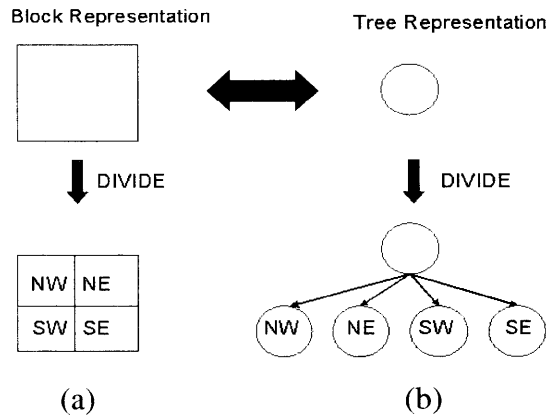 Block Representation
Tree Representation
DIVIDE
DIVIDE
NW NE
SW SE
NW NE SW SE
(a)
(b)